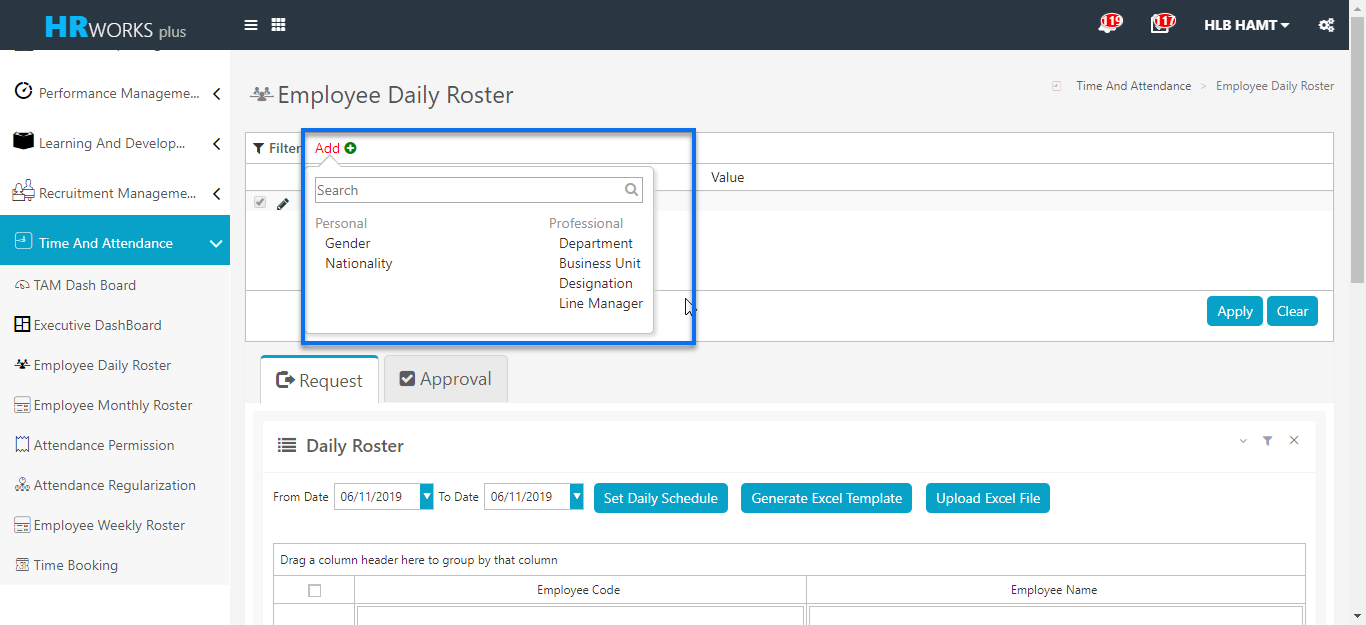 HRWORKS plus
119
117
HLB HAMT
Performance Manageme...
Learning And Develop...
Recruitment Manageme...
Time And Attendance
TAM Dash Board
Executive DashBoard
Employee Daily Roster
Employee Monthly Roster
Attendance Permission
Attendance Regularization
Employee Weekly Roster
Time Booking
Employee Daily Roster
Time And Attendance > Employee Daily Roster
Filter
Add
Value
Search
Personal
Gender
Nationality
Professional
Department
Business Unit
Designation
Line Manager
Apply
Clear
Request
Approval
Daily Roster
From Date 06/11/2019 To Date 06/11/2019 Set Daily Schedule Generate Excel Template Upload Excel File
Drag a column header here to group by that column
Employee Code Employee Name